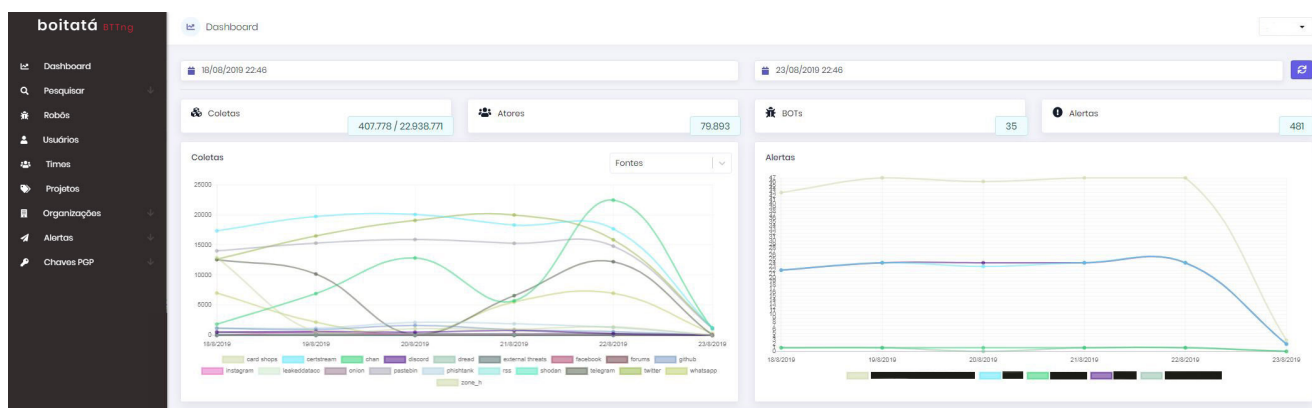 boitatá BTTng
Dashboard
Dashboard
Pesquisar
Robôs
Usuários
Times
Projetos
Organizações
Alertas
Chaves PGP
18/08/2019 22:46
23/08/2019 22:46
Coletas
407.778 / 22.938.771
Atores
79.893
BOTs
35
Alertas
481
Coletas
Fontes
25000
20000
15000
10000
5000
0
18/8/2019 19/8/2019 20/8/2019 21/8/2019 22/8/2019 23/8/2019
card shops certstream chan discord dread external threats facebook forums github
instagram leakeddatabco onion pastebin phishtank rss shodan telegram twitter whatsapp
zone_h
Alertas
47
18/8/2019 19/8/2019 20/8/2019 21/8/2019 22/8/2019 23/8/2019